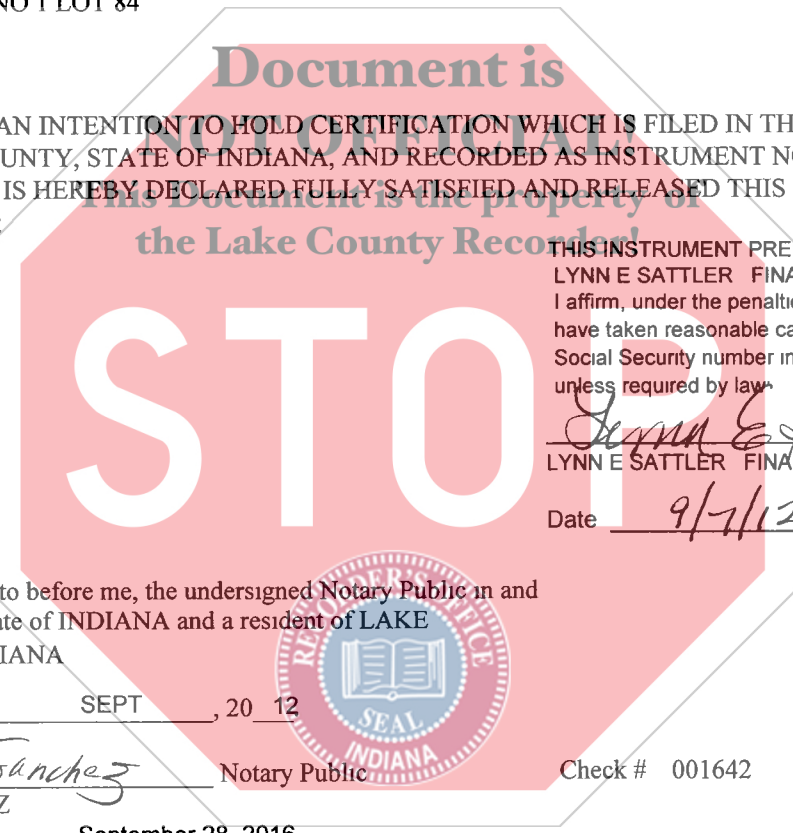 NO 1 LOT 84
Document is
NOT OFFICIAL!
AN INTENTION TO HOLD CERTIFICATION WHICH IS FILED IN TH
UNTY, STATE OF INDIANA, AND RECORDED AS INSTRUMENT N
IS HEREBY DECLARED FULLY SATISFIED AND RELEASED THIS
This Document is the property of
the Lake County Recorder!
THIS INSTRUMENT PRE
LYNN E SATTLER FINA
I affirm, under the penalti
have taken reasonable ca
Social Security number in
unless required by law
STOP
Lynn E
LYNN E SATTLER FINA
Date 9/7/12
to before me, the undersigned Notary Public in and
ate of INDIANA and a resident of LAKE
IANA
RECORDER'S OFFICE
SEAL
INDIANA
SEPT , 20 12
Sanchez Notary Public
Z
Check # 001642
September 28, 2016